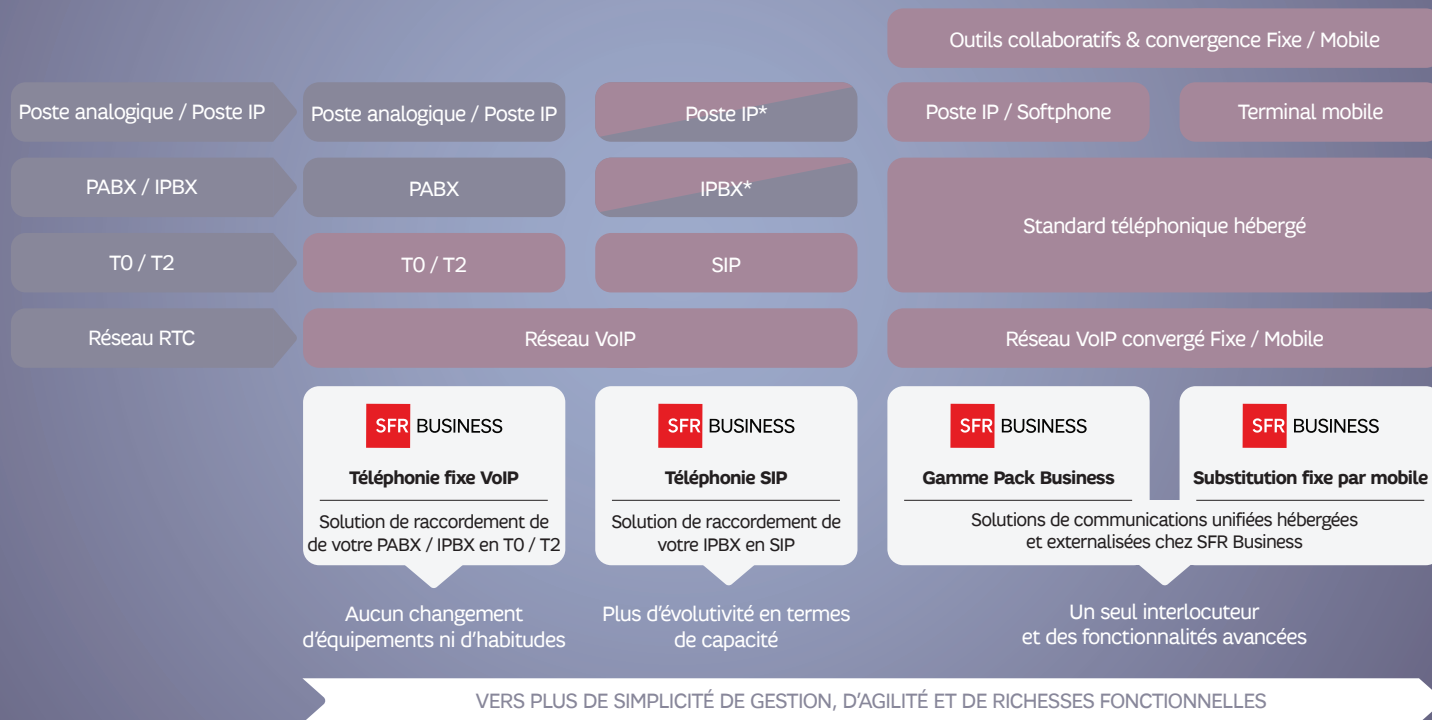 Outils collaboratifs & convergence Fixe / Mobile
Poste analogique / Poste IP
Poste analogique / Poste IP
Poste IP*
Poste IP / Softphone
Terminal mobile
PABX / IPBX
PABX
IPBX*
Standard téléphonique hébergé
T0 / T2
T0 / T2
SIP
Réseau RTC
Réseau VoIP
Réseau VoIP convergé Fixe / Mobile
SFR BUSINESS
Téléphonie fixe VoIP
Solution de raccordement de
de votre PABX / IPBX en T0 / T2
SFR BUSINESS
Téléphonie SIP
Solution de raccordement de
votre IPBX en SIP
SFR BUSINESS
Gamme Pack Business
SFR BUSINESS
Substitution fixe par mobile
Solutions de communications unifiées hébergées
et externalisées chez SFR Business
Aucun changement
d'équipements ni d'habitudes
Plus d'évolutivité en termes
de capacité
Un seul interlocuteur
et des fonctionnalités avancées
VERS PLUS DE SIMPLICITÉ DE GESTION, D'AGILITÉ ET DE RICHESSES FONCTIONNELLES